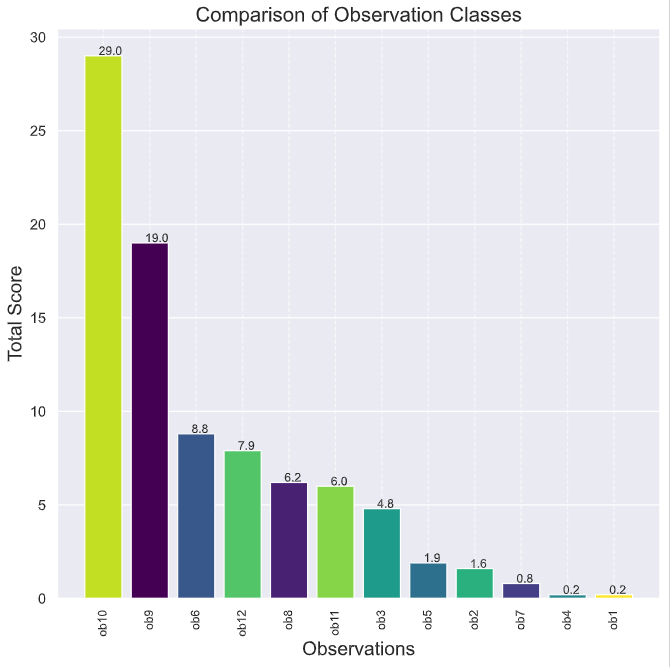 Comparison of Observation Classes
Total Score
30
25
20
15
10
5
0
29.0
19.0
8.8
7.9
6.2
6.0
4.8
1.9
1.6
0.8
0.2
0.2
ob10
ob9
ob6
ob12
ob8
ob11
ob3
ob5
ob2
ob7
ob4
ob1
Observations